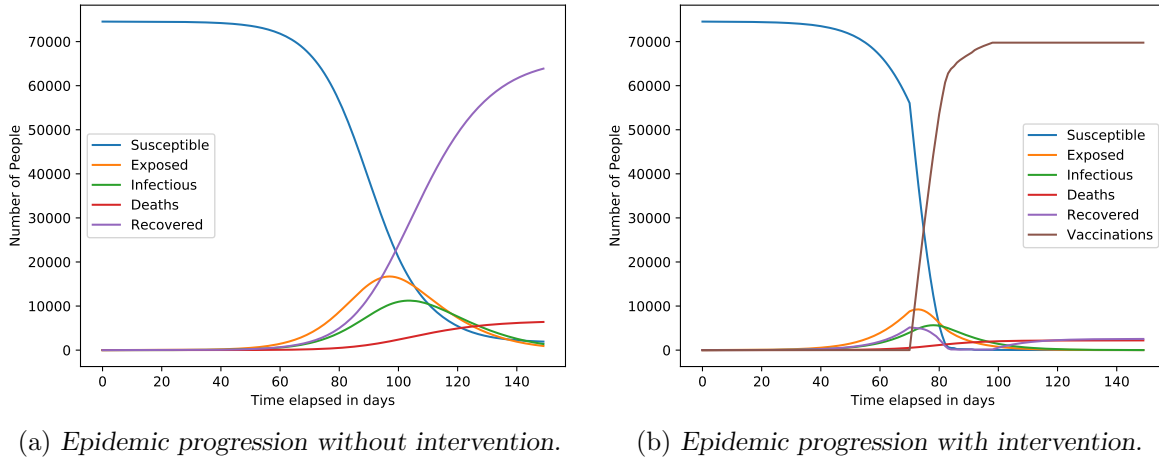 70000
60000
50000
40000
30000
20000
10000
0
Number of People
Susceptible
Exposed
Infectious
Deaths
Recovered
0 20 40 60 80 100 120 140
Time elapsed in days
(a) Epidemic progression without intervention.
70000
60000
50000
40000
30000
20000
10000
0
Number of People
Susceptible
Exposed
Infectious
Deaths
Recovered
Vaccinations
0 20 40 60 80 100 120 140
Time elapsed in days
(b) Epidemic progression with intervention.